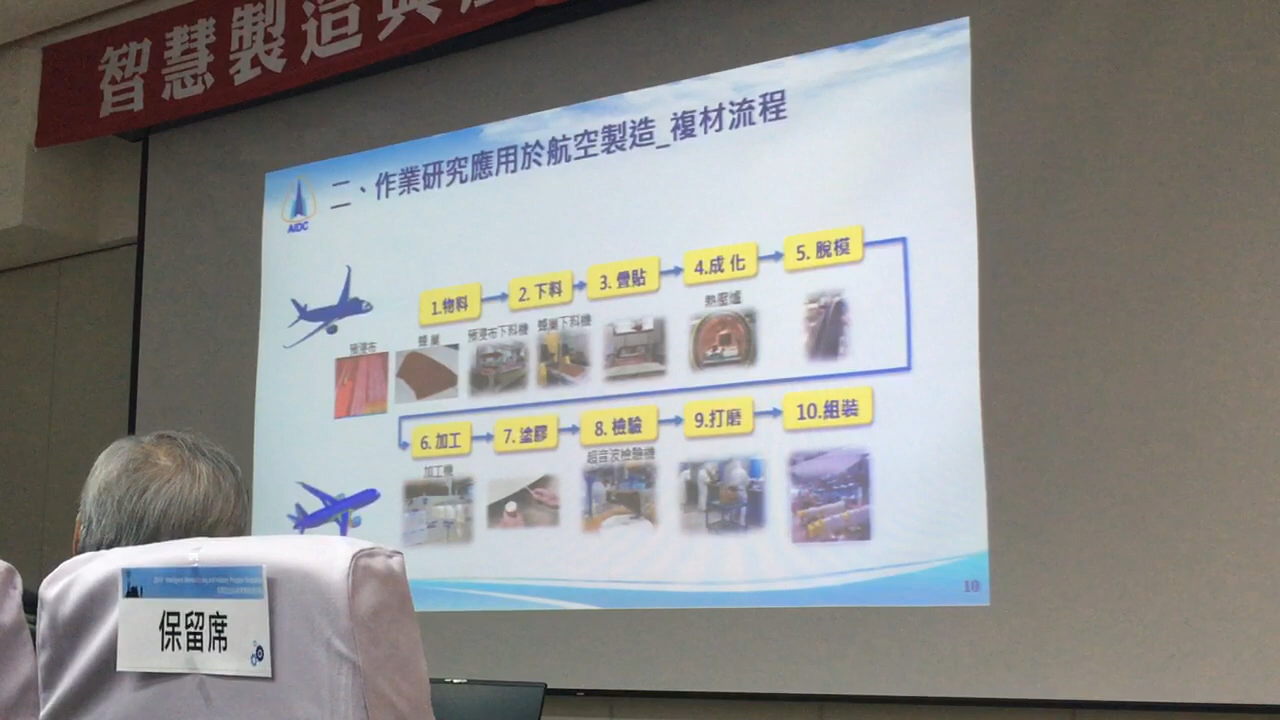 智慧製造與
二、作業研究應用於航空製造_複材流程
AIDC
1.物料
2. 下料
3. 疊貼
4.成 化
5. 脫模
預浸布
蜂 巢
預浸布下料機
蜂巢下料機
熱壓爐
6. 加工
7. 塗膠
8. 檢驗
9.打磨
10.組裝
加工機
超音波檢驗機
10
保留席